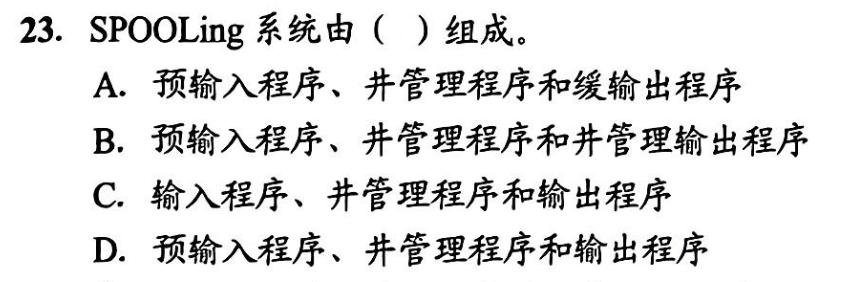 23. SPOOLing 系统由（ ）组成。
A. 预输入程序、井管理程序和缓输出程序
B. 预输入程序、井管理程序和井管理输出程序
C. 输入程序、井管理程序和输出程序
D. 预输入程序、井管理程序和输出程序